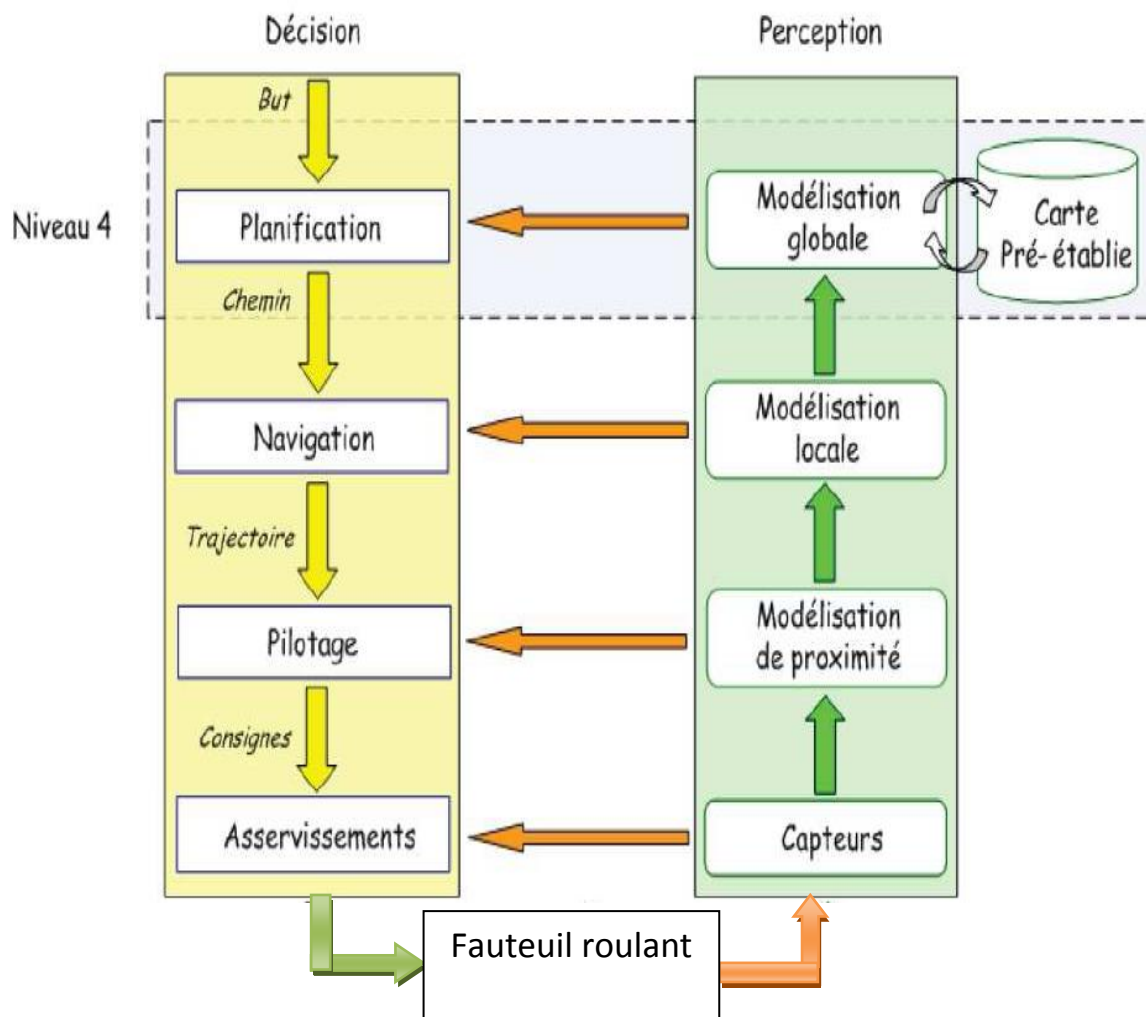 Décision
Perception
But
Niveau 4
Planification
Modélisation
globale
Carte
Pré-établie
Chemin
Navigation
Modélisation
locale
Trajectoire
Pilotage
Modélisation
de proximité
Consignes
Asservissements
Capteurs
Fauteuil roulant